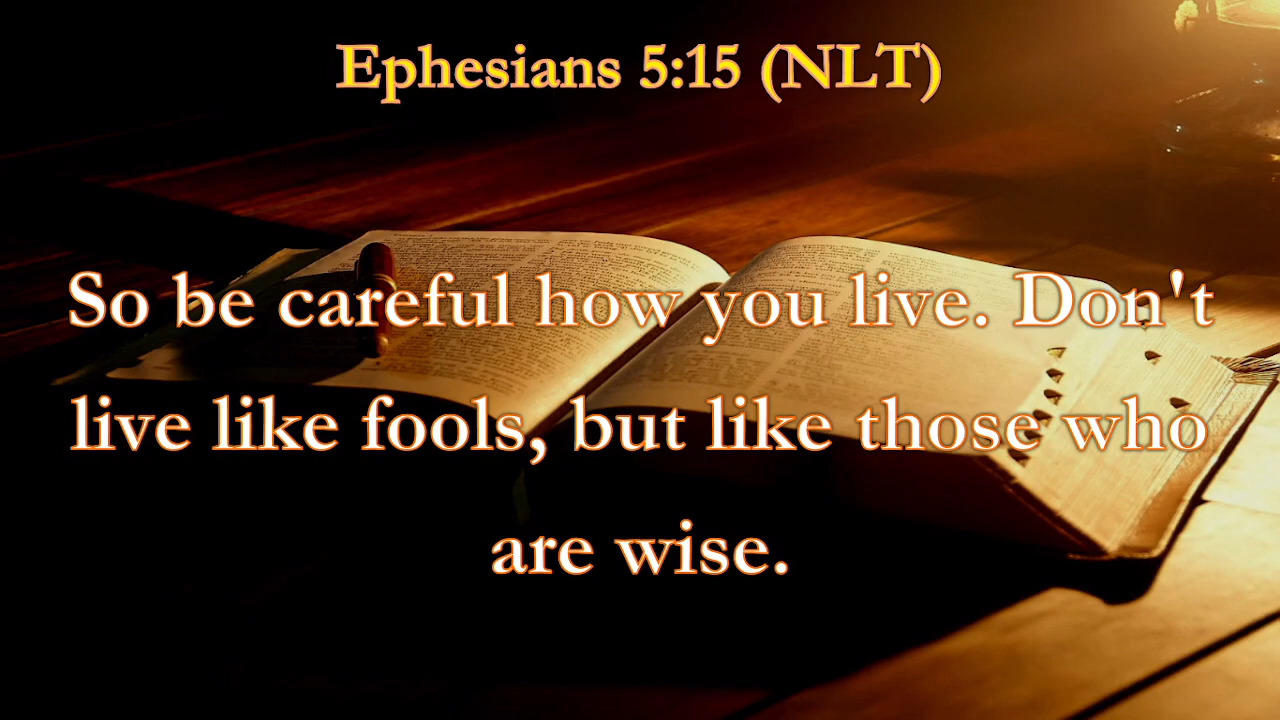 Ephesians 5:15 (NLT)
So be careful how you live. Don't
live like fools, but like those who
are wise.